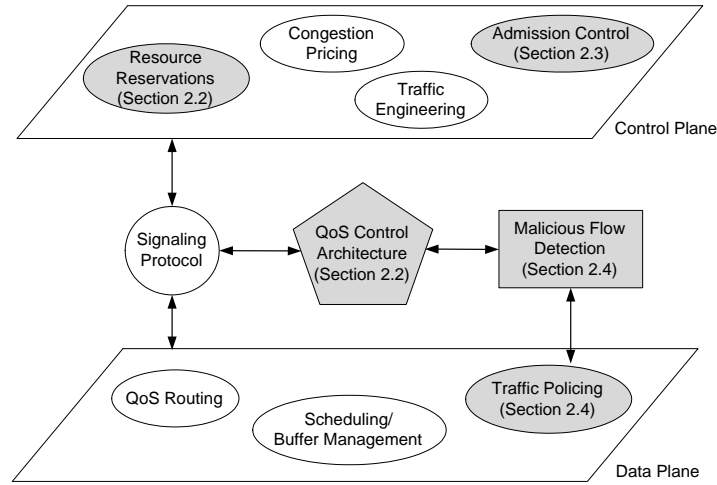 Congestion
Pricing
Admission Control
(Section 2.3)
Resource
Reservations
(Section 2.2)
Traffic
Engineering
Control Plane
Signaling
Protocol
QoS Control
Architecture
(Section 2.2)
Malicious Flow
Detection
(Section 2.4)
QoS Routing
Scheduling/
Buffer Management
Traffic Policing
(Section 2.4)
Data Plane